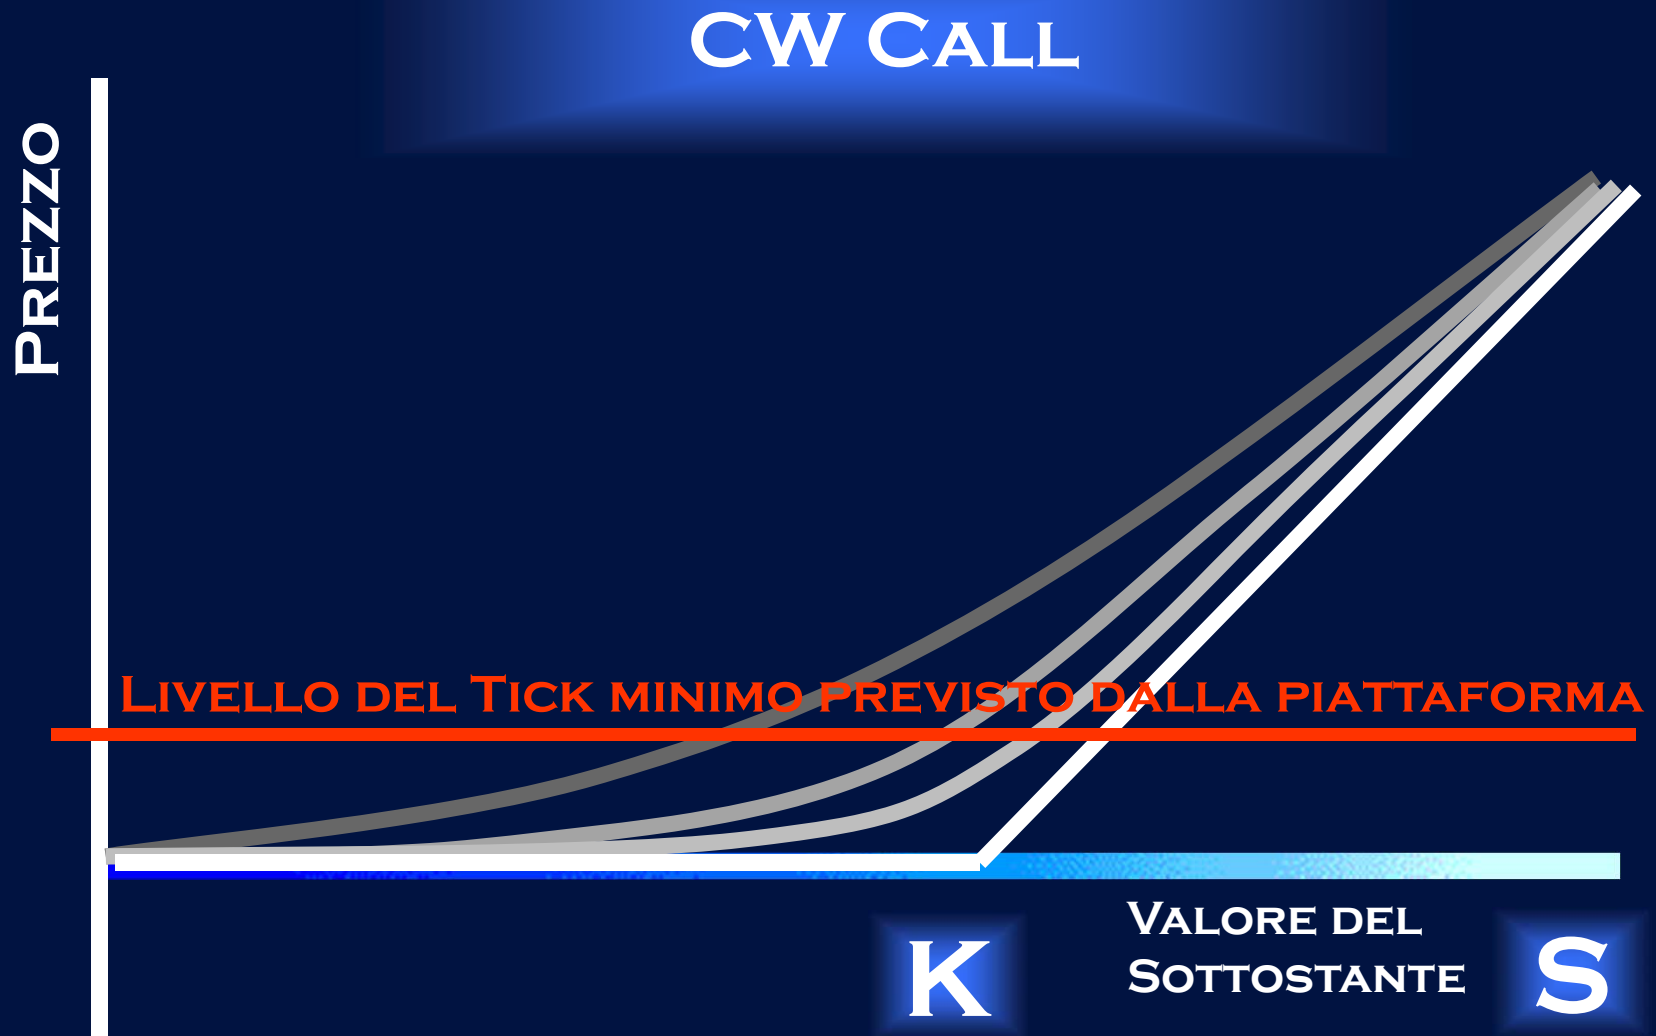 CW Call
Prezzo
Livello del Tick minimo previsto dalla piattaforma
K
Valore del
Sottostante
S